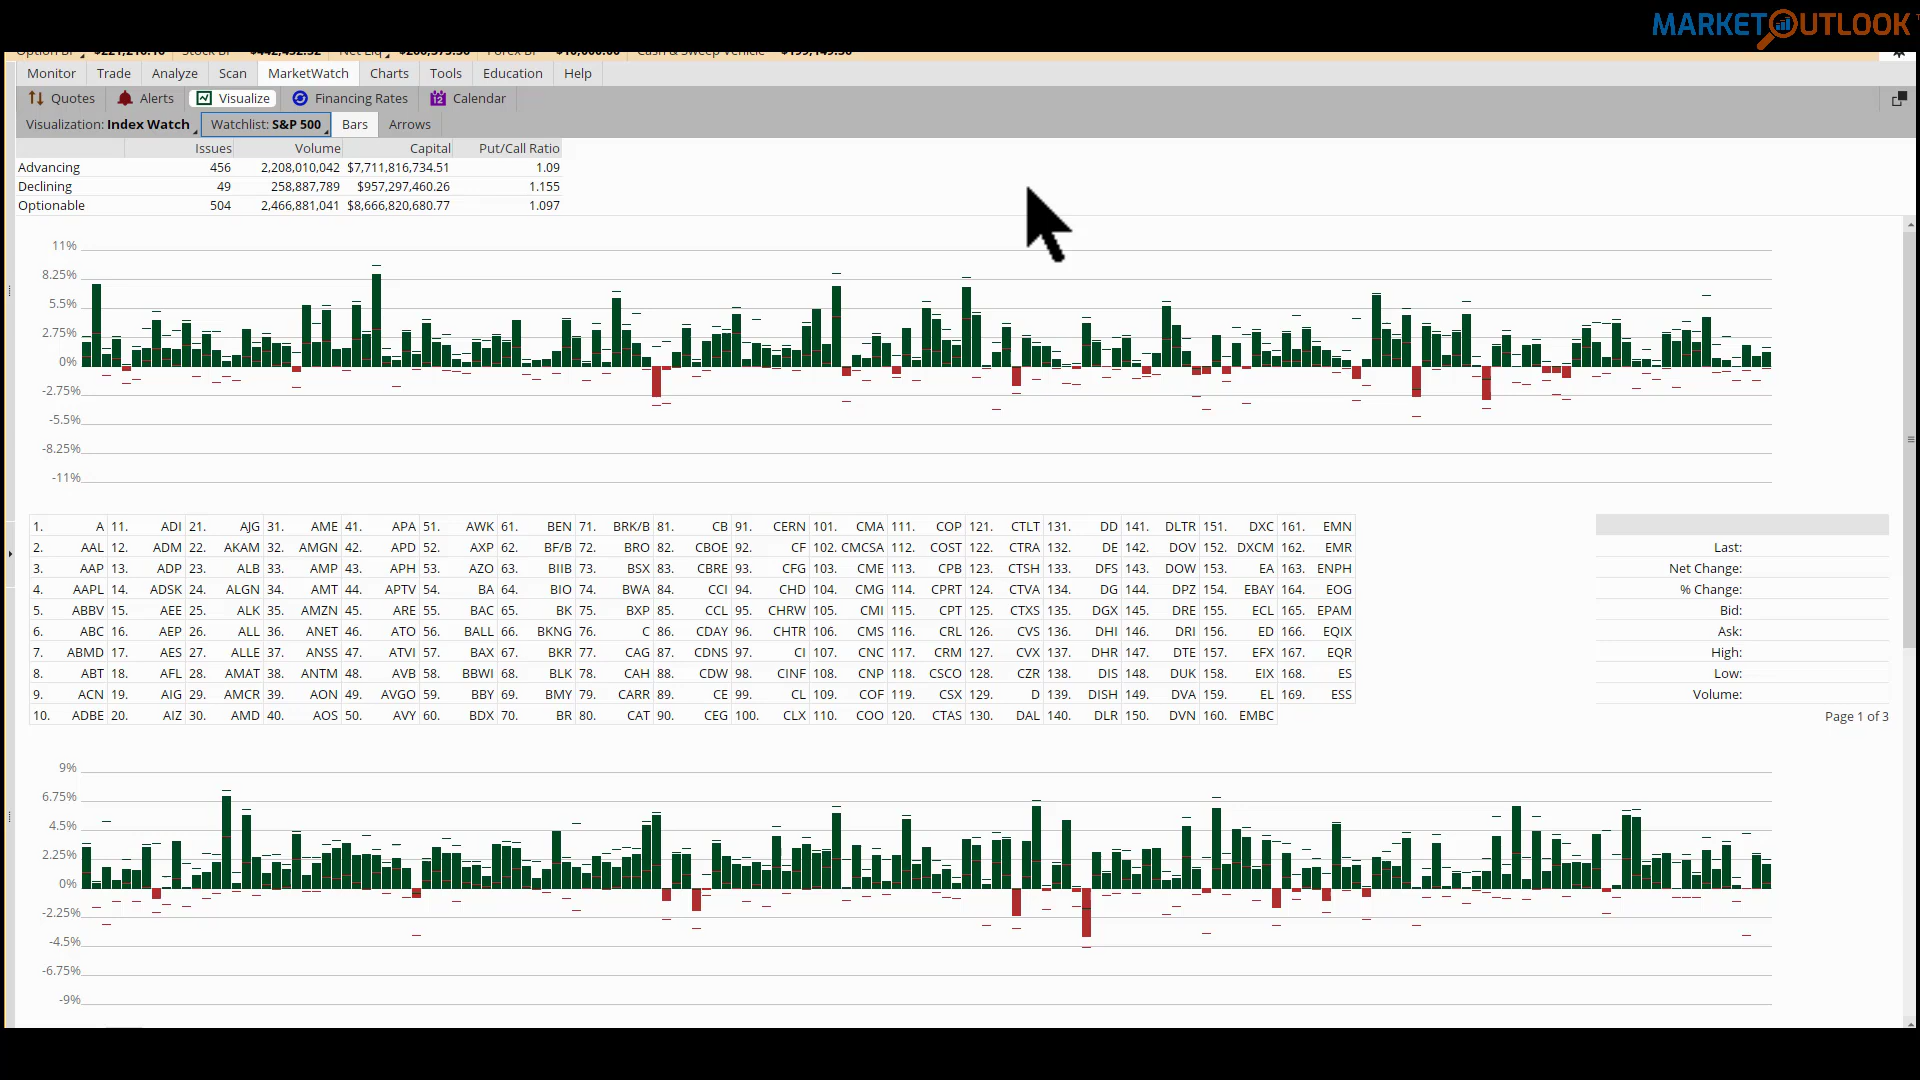 MARKETOUTLOOK
Option BP $221,216.16 Stock BP $442,432.32 Net Liq Forex BP $10,000.00 Cash & Sweep Vehicle
Monitor Trade Analyze Scan MarketWatch Charts Tools Education Help
Quotes Alerts Visualize Financing Rates 12 Calendar
Visualization: Index Watch Watchlist: S&P 500 Bars Arrows
Issues Volume Capital Put/Call Ratio
Advancing 456 2,208,010,042 $7,711,816,734.51 1.09
Declining 49 258,887,789 $957,297,460.26 1.155
Optionable 504 2,466,881,041 $8,666,820,680.77 1.097
11%
8.25%
5.5%
2.75%
0%
-2.75%
-5.5%
-8.25%
-11%
1. A 11. ADI 21. AJG 31. AME 41. APA 51. AWK 61. BEN 71. BRK/B 81. CB 91. CERN 101. CMA 111. COP 121. CTLT 131. DD 141. DLTR 151. DXC 161. EMN
2. AAL 12. ADM 22. AKAM 32. AMGN 42. APD 52. AXP 62. BF/B 72. BRO 82. CBOE 92. CF 102. CMCSA 112. COST 122. CTRA 132. DE 142. DOV 152. DXCM 162. EMR
Last:
3. AAP 13. ADP 23. ALB 33. AMP 43. APH 53. AZO 63. BIIB 73. BSX 83. CBRE 93. CFG 103. CME 113. CPB 123. CTSH 133. DFS 143. DOW 153. EA 163. ENPH
Net Change:
4. AAPL 14. ADSK 24. ALGN 34. AMT 44. APTV 54. BA 64. BIO 74. BWA 84. CCI 94. CHD 104. CMG 114. CPRT 124. CTVA 134. DG 144. DPZ 154. EBAY 164. EOG
% Change:
5. ABBV 15. AEE 25. ALK 35. AMZN 45. ARE 55. BAC 65. BK 75. BXP 85. CCL 95. CHRW 105. CMI 115. CPT 125. CTXS 135. DGX 145. DRE 155. ECL 165. EPAM
Bid:
6. ABC 16. AEP 26. ALL 36. ANET 46. ATO 56. BALL 66. BKNG 76. C 86. CDAY 96. CHTR 106. CMS 116. CRL 126. CVS 136. DHI 146. DRI 156. ED 166. EQIX
Ask:
7. ABMD 17. AES 27. ALLE 37. ANSS 47. ATVI 57. BAX 67. BKR 77. CAG 87. CDNS 97. CI 107. CNC 117. CRM 127. CVX 137. DHR 147. DTE 157. EFX 167. EQR
High:
8. ABT 18. AFL 28. AMAT 38. ANTM 48. AVB 58. BBWI 68. BLK 78. CAH 88. CDW 98. CINF 108. CNP 118. CSCO 128. CZR 138. DIS 148. DUK 158. EIX 168. ES
Low:
9. ACN 19. AIG 29. AMCR 39. AON 49. AVGO 59. BBY 69. BMY 79. CARR 89. CE 99. CL 109. COF 119. CSX 129. D 139. DISH 149. DVA 159. EL 169. ESS
Volume:
10. ADBE 20. AIZ 30. AMD 40. AOS 50. AVY 60. BDX 70. BR 80. CAT 90. CEG 100. CLX 110. COO 120. CTAS 130. DAL 140. DLR 150. DVN 160. EMBC
Page 1 of 3
9%
6.75%
4.5%
2.25%
0%
-2.25%
-4.5%
-6.75%
-9%